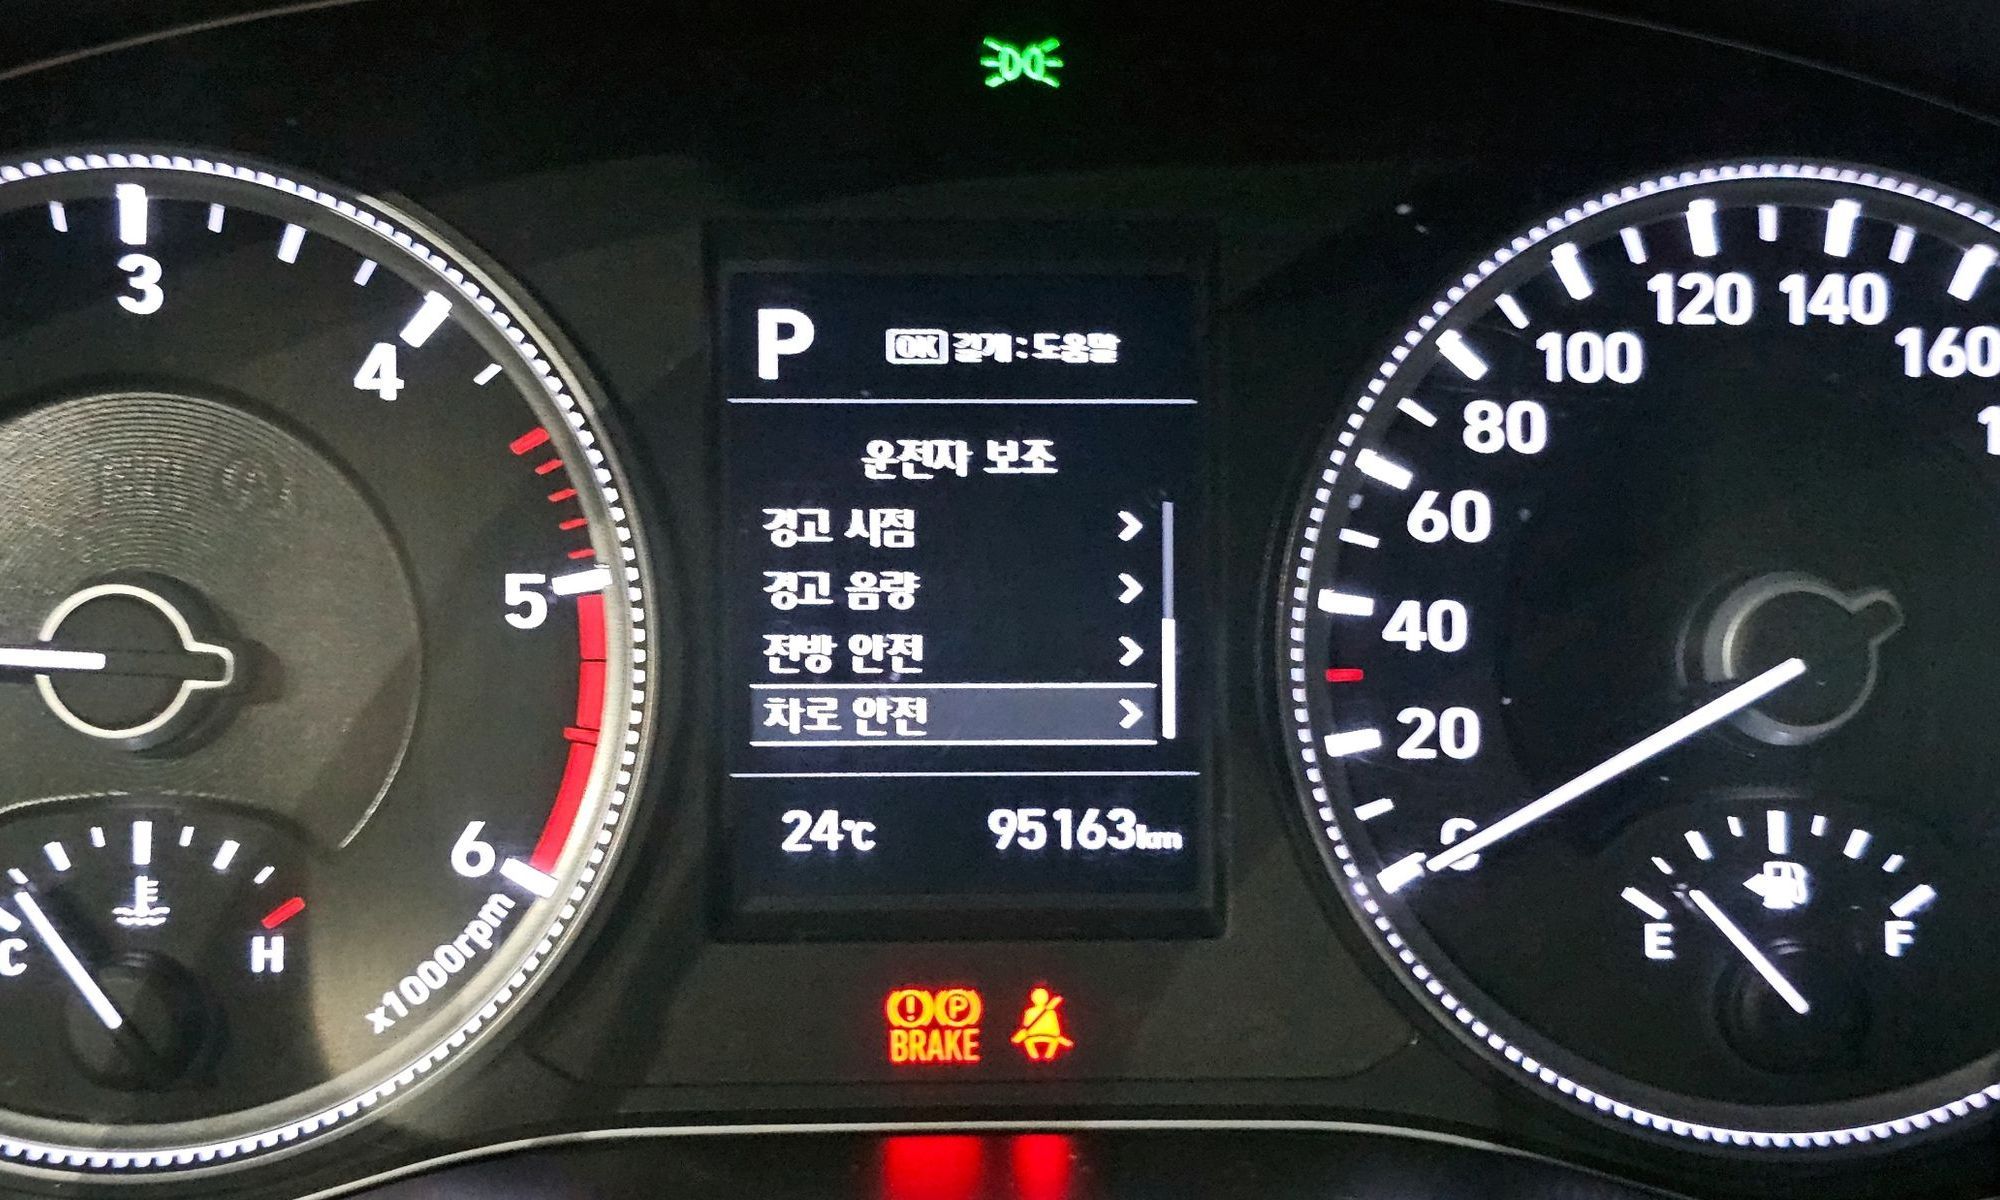 3
4
5
6
x1000rpm
C
H
P
OK 길게 : 도움말
운전자 보조
경고 시점
경고 음량
전방 안전
차로 안전
24℃ 95163km
BRAKE
P
160
140
120
100
80
60
40
20
0
E
F